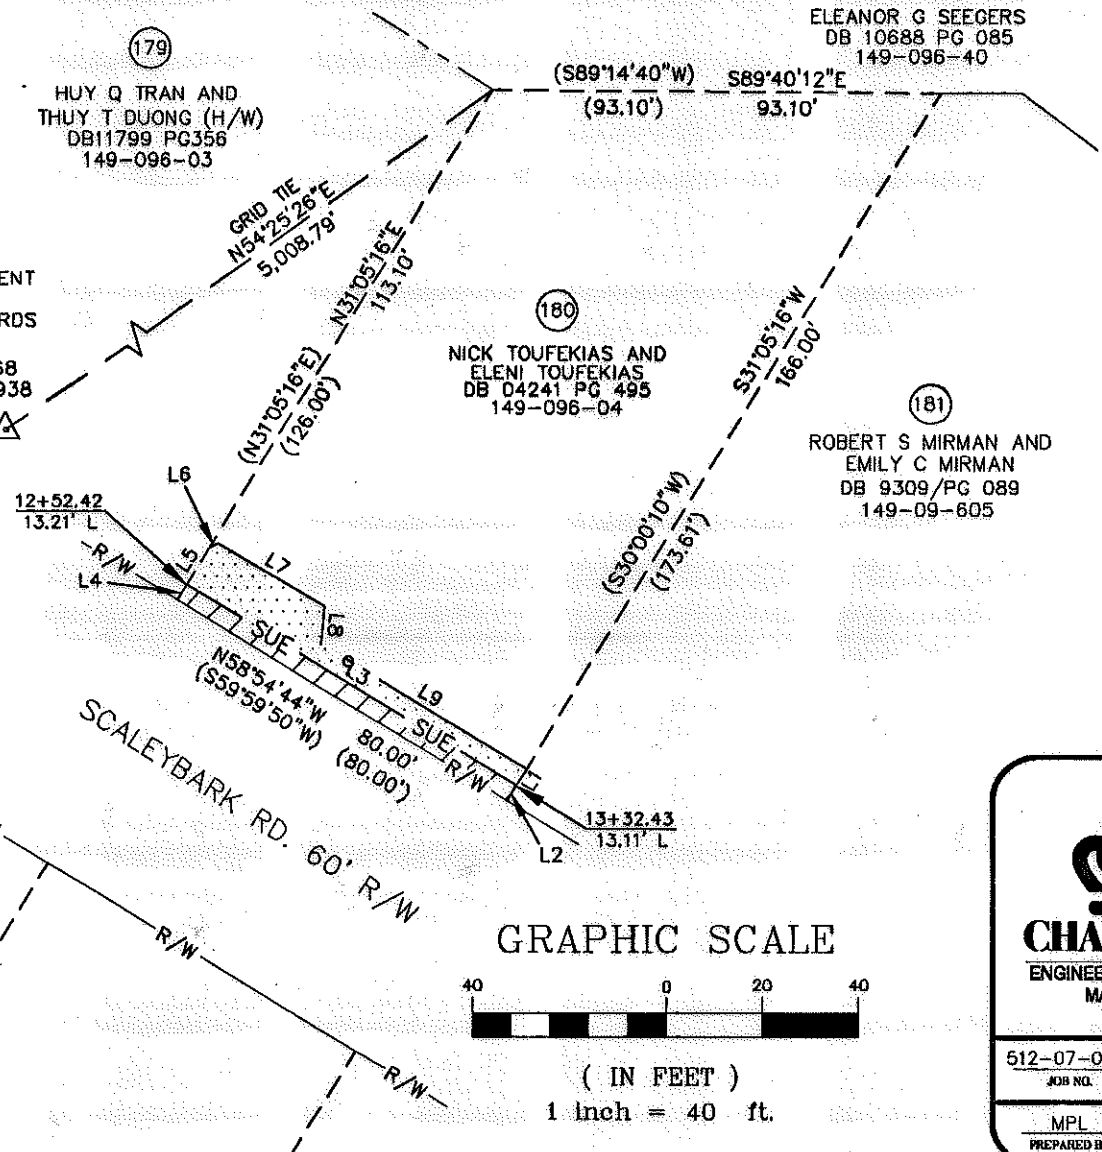 179
HUY Q TRAN AND
THUY T DUONG (H/W)
DB11799 PG356
149-096-03
ELEANOR G SEEGERS
DB 10688 PG 085
149-096-40
(S89°14'40"W)
(93.10')
S89°40'12"E
93.10'
GRID TIE
N54°25'26"E
5,008.79'
N31°05'16"E
113.10'
(N31°05'16"E)
(126.00')
ENT
RDS
68
938
180
NICK TOUFEKIAS AND
ELENI TOUFEKIAS
DB D4241 PG 495
149-096-04
S31°05'16"W
166.00'
(S30°00'10"W)
(173.61')
181
ROBERT S MIRMAN AND
EMILY C MIRMAN
DB 9309/PG 089
149-09-605
L6
12+52.42
13.21' L
R/W
L5
L4
L7
L8
SUE
L3
L9
SUE
R/W
N58°54'44"W 80.00'
(S59°59'50"W) (80.00')
13+32.43
13.11' L
L2
SCALEYBARK RD. 60' R/W
R/W
R/W
GRAPHIC SCALE
40 0 20 40
( IN FEET )
1 inch = 40 ft.
CHA
ENGINEE
MA
512-07-0
JOB NO.
MPL
PREPARED B